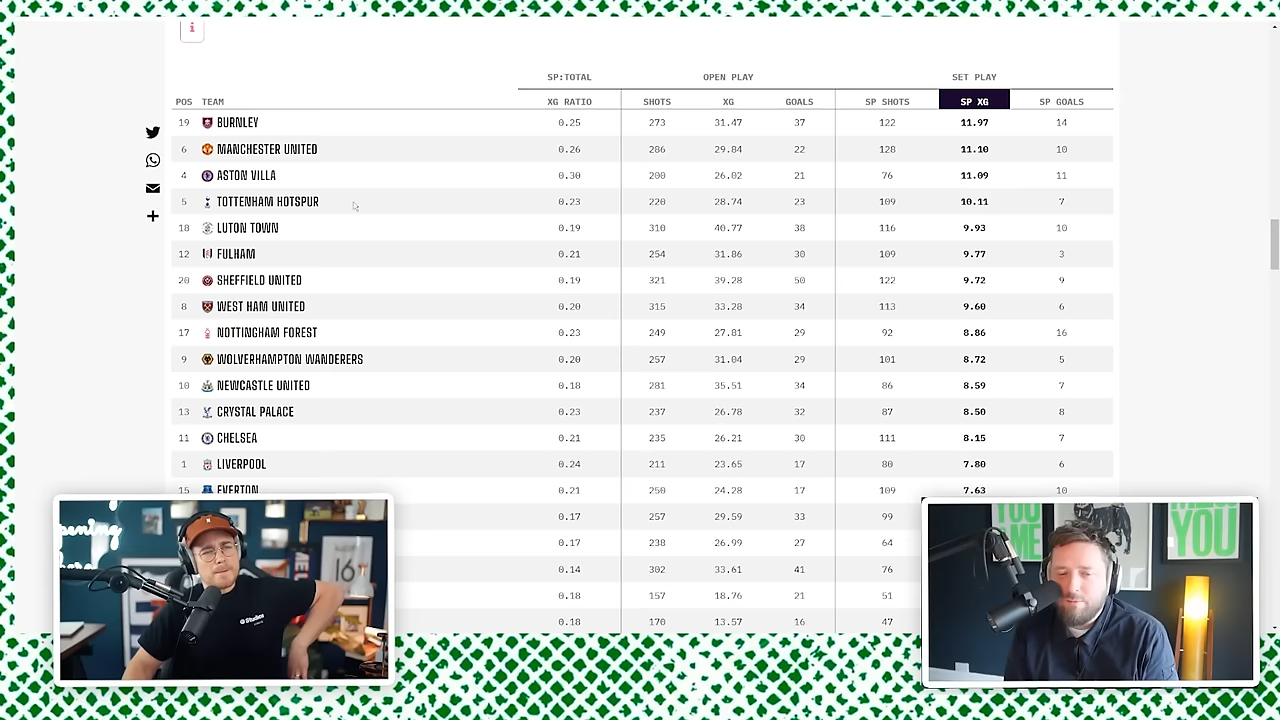 i
SP:TOTAL OPEN PLAY SET PLAY
POS TEAM XG RATIO SHOTS XG GOALS SP SHOTS SP XG SP GOALS
19 BURNLEY 0.25 273 31.47 37 122 11.97 14
6 MANCHESTER UNITED 0.26 286 29.84 22 128 11.10 10
4 ASTON VILLA 0.30 200 26.02 21 76 11.09 11
5 TOTTENHAM HOTSPUR 0.23 220 28.74 23 109 10.11 7
18 LUTON TOWN 0.19 310 40.77 38 116 9.93 10
12 FULHAM 0.21 254 31.86 30 109 9.77 3
20 SHEFFIELD UNITED 0.19 321 39.28 50 122 9.72 9
8 WEST HAM UNITED 0.20 315 33.28 34 113 9.60 6
17 NOTTINGHAM FOREST 0.23 249 27.81 29 92 8.86 16
9 WOLVERHAMPTON WANDERERS 0.20 257 31.04 29 101 8.72 5
10 NEWCASTLE UNITED 0.18 281 35.51 34 86 8.59 7
13 CRYSTAL PALACE 0.23 237 26.78 32 87 8.50 8
11 CHELSEA 0.21 235 26.21 30 111 8.15 7
1 LIVERPOOL 0.24 211 23.65 17 80 7.80 6
15 EVERTON 0.21 250 24.28 17 109 7.63 10
0.17 257 29.59 33 99
0.17 238 26.99 27 64
0.14 302 33.61 41 76
0.18 157 18.76 21 51
0.18 170 13.57 16 47
16
YOU
ME
YOU